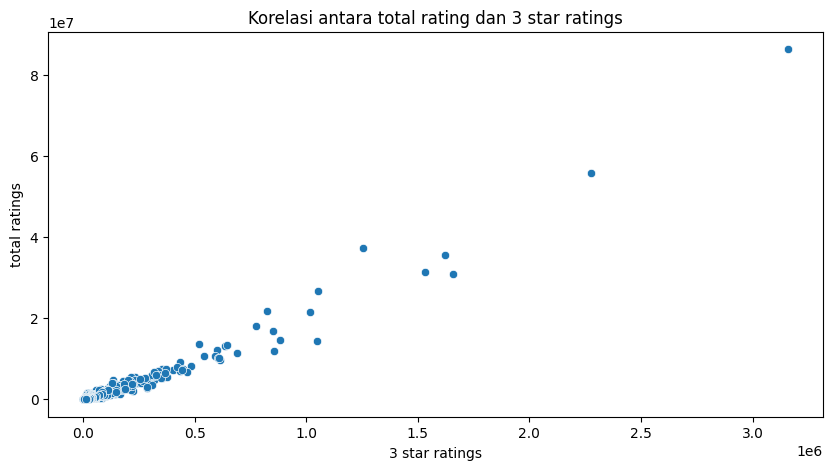 Korelasi antara total rating dan 3 star ratings
1e7
8
6
4
2
0
total ratings
0.0 0.5 1.0 1.5 2.0 2.5 3.0
1e6
3 star ratings